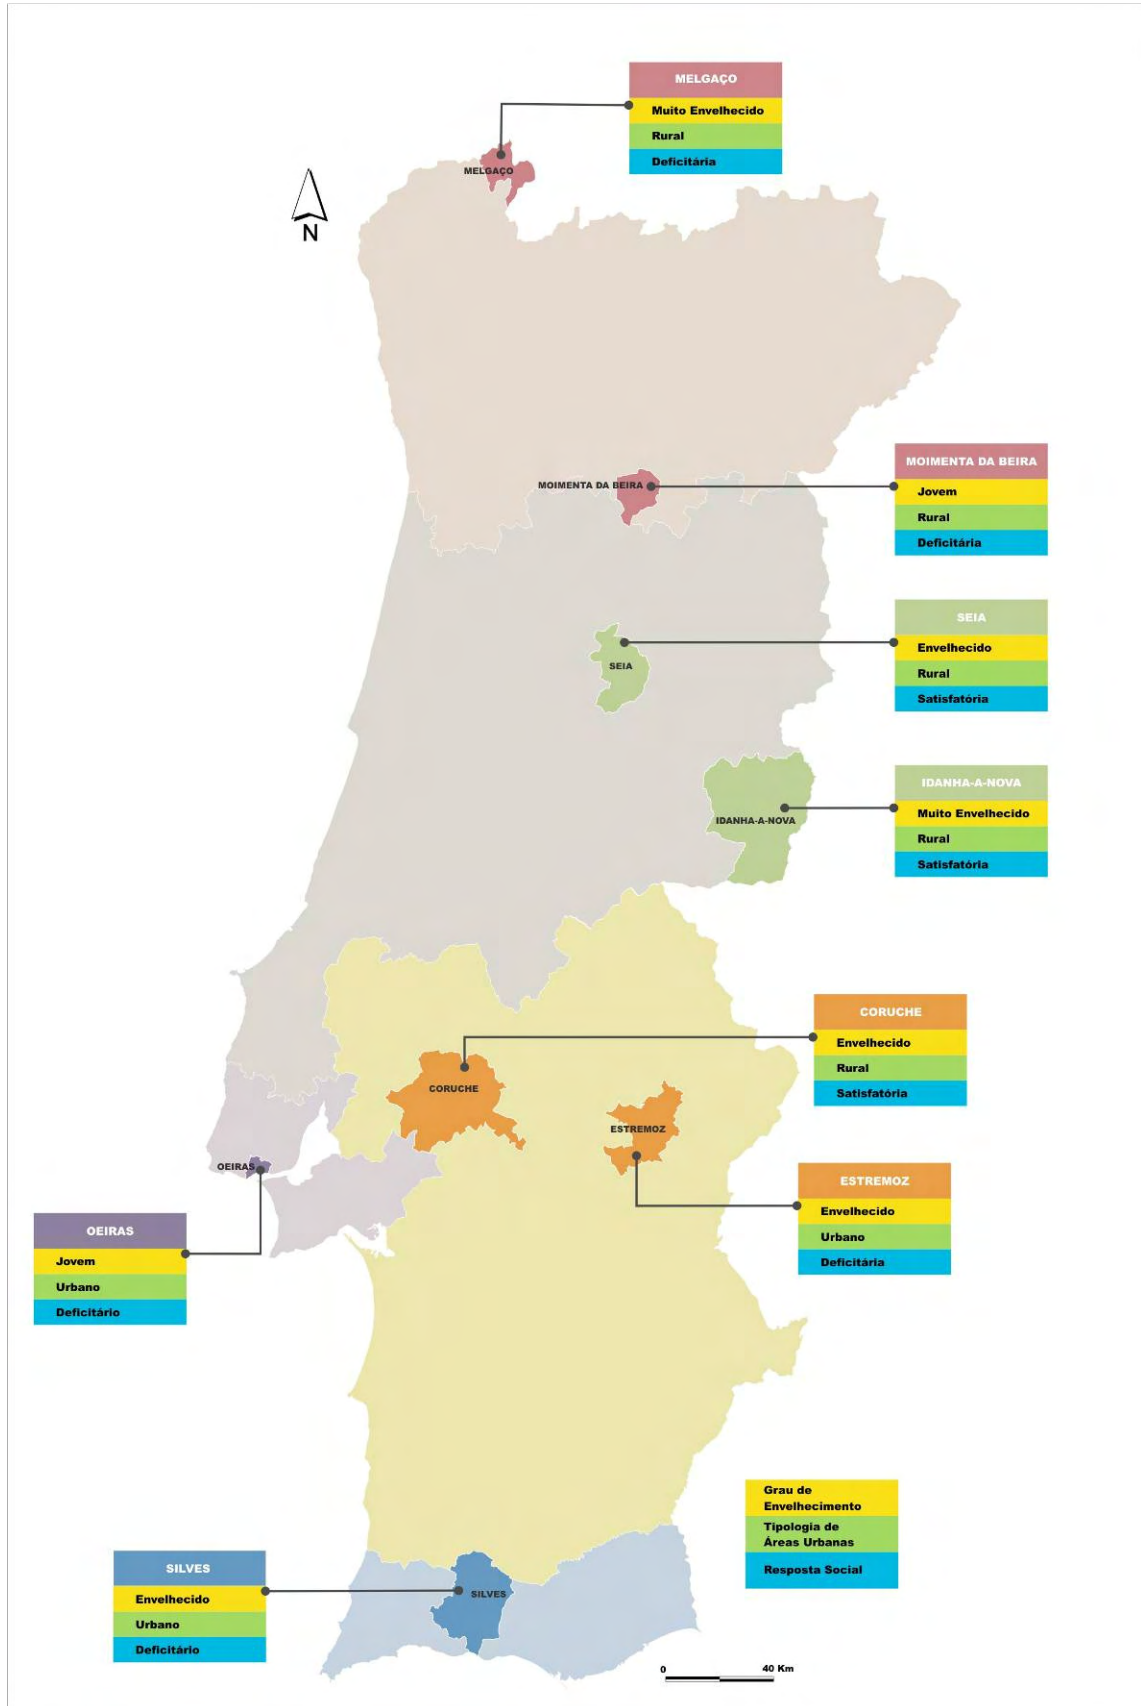 MELGAÇO
Muito Envelhecido
Rural
Deficitária
MELGAÇO
N
MOIMENTA DA BEIRA
Jovem
Rural
Deficitária
MOIMENTA DA BEIRA
SEIA
Envelhecido
Rural
Satisfatória
SEIA
IDANHA-A-NOVA
Muito Envelhecido
Rural
Satisfatória
IDANHA-A-NOVA
CORUCHE
Envelhecido
Rural
Satisfatória
CORUCHE
ESTREMOZ
ESTREMOZ
Envelhecido
Urbano
Deficitária
OEIRAS
OEIRAS
Jovem
Urbano
Deficitário
Grau de
Envelhecimento
Tipologia de
Áreas Urbanas
Resposta Social
SILVES
Envelhecido
Urbano
Deficitário
SILVES
0 40 Km